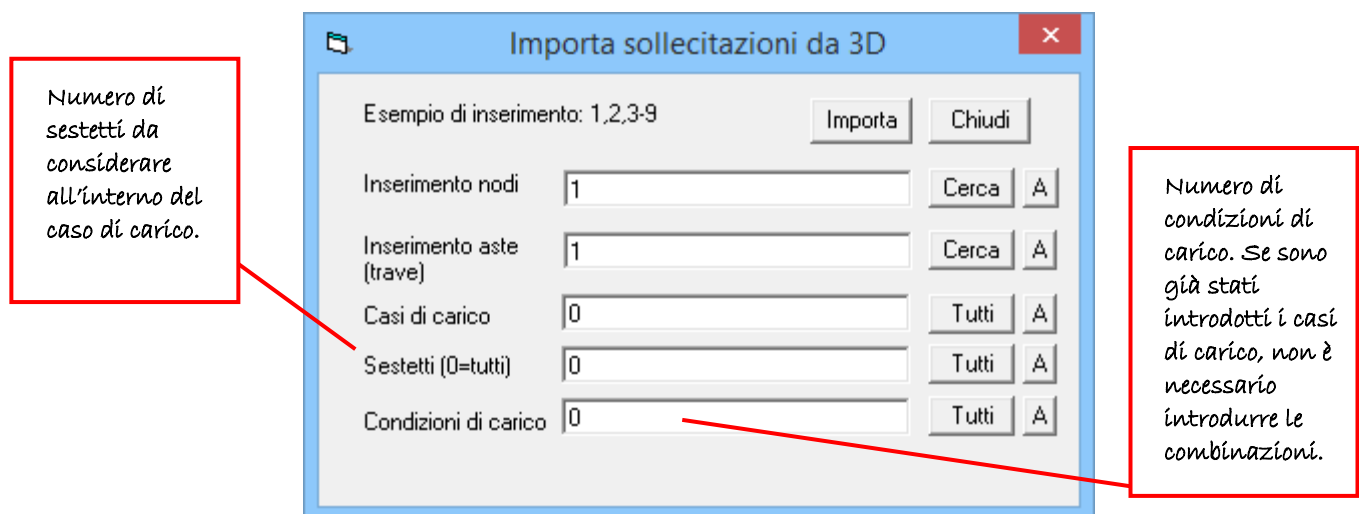 Importa sollecitazioni da 3D
Numero di
sestetti da
considerare
all'interno del
caso di carico.
Esempio di inserimento: 1,2,3-9
Importa
Chiudi
Inserimento nodi
1
Cerca
A
Inserimento aste
(trave)
1
Cerca
A
Casi di carico
0
Tutti
A
Sestetti (0=tutti)
0
Tutti
A
Condizioni di carico
0
Tutti
A
Numero di
condizioni di
carico. Se sono
già stati
introdotti i casi
di carico, non è
necessario
introdurre le
combinazioni.